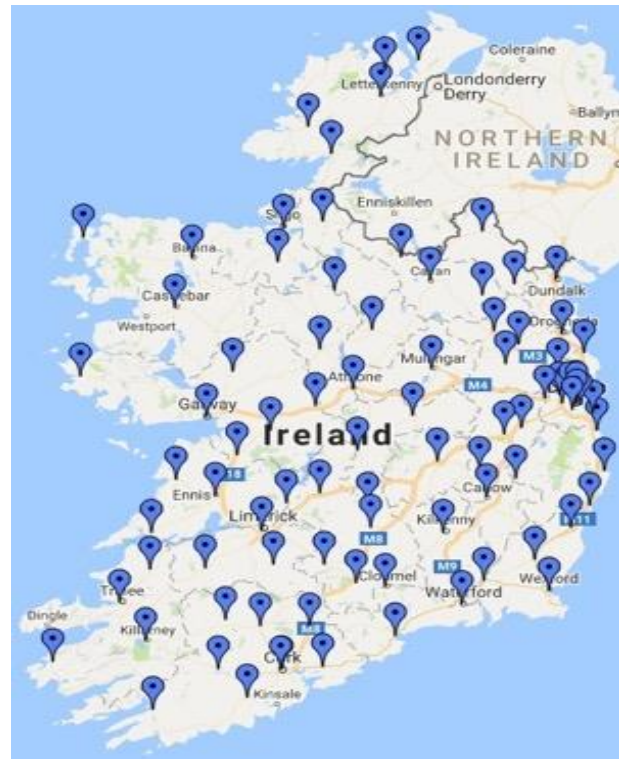 Coleraine
Letterkenny
Londonderry
Derry
Ballym
NORTHERN
IRELAND
Enniskillen
Sligo
Ballina
Cavan
Dundalk
Castlebar
Westport
Drogheda
M3
Mullingar
Athlone
M4
Galway
Ireland
M18
Ennis
Carlow
Limerick
Kilkenny
M11
M8
M9
Clonmel
Tralee
Wexford
Waterford
Dingle
Killarney
M8
Cork
Kinsale